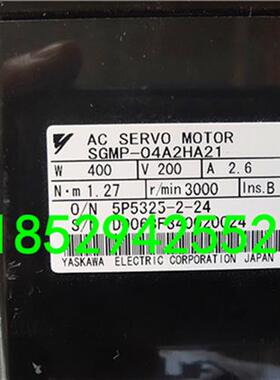 AC SERVO MOTOR
SGMP-04A2HA21
W 400 V 200 A 2.6
N·m 1.27 r/min 3000 Ins.B
O/N 5P5325-2-24
1852942552
YASKAWA ELECTRIC CORPORATION JAPAN